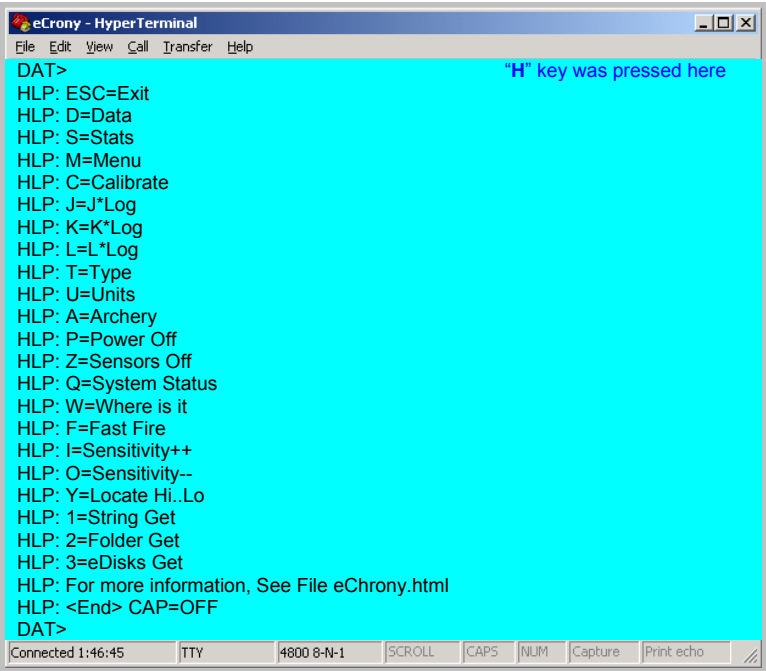 eCrony - HyperTerminal
File Edit View Call Transfer Help
DAT> “H” key was pressed here
HLP: ESC=Exit
HLP: D=Data
HLP: S=Stats
HLP: M=Menu
HLP: C=Calibrate
HLP: J=J*Log
HLP: K=K*Log
HLP: L=L*Log
HLP: T=Type
HLP: U=Units
HLP: A=Archery
HLP: P=Power Off
HLP: Z=Sensors Off
HLP: Q=System Status
HLP: W=Where is it
HLP: F=Fast Fire
HLP: I=Sensitivity++
HLP: O=Sensitivity--
HLP: Y=Locate Hi..Lo
HLP: 1=String Get
HLP: 2=Folder Get
HLP: 3=eDisks Get
HLP: For more information, See File eChrony.html
HLP: <End> CAP=OFF
DAT>
Connected 1:46:45 TTY 4800 8-N-1 SCROLL CAPS NUM Capture Print echo